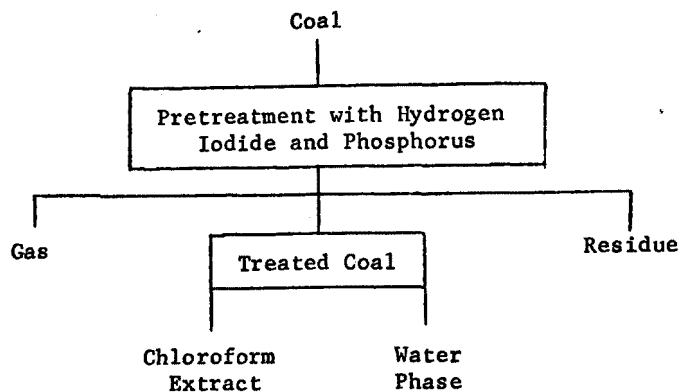 Coal
Pretreatment with Hydrogen
Iodide and Phosphorus
Gas
Treated Coal
Residue
Chloroform
Extract
Water
Phase